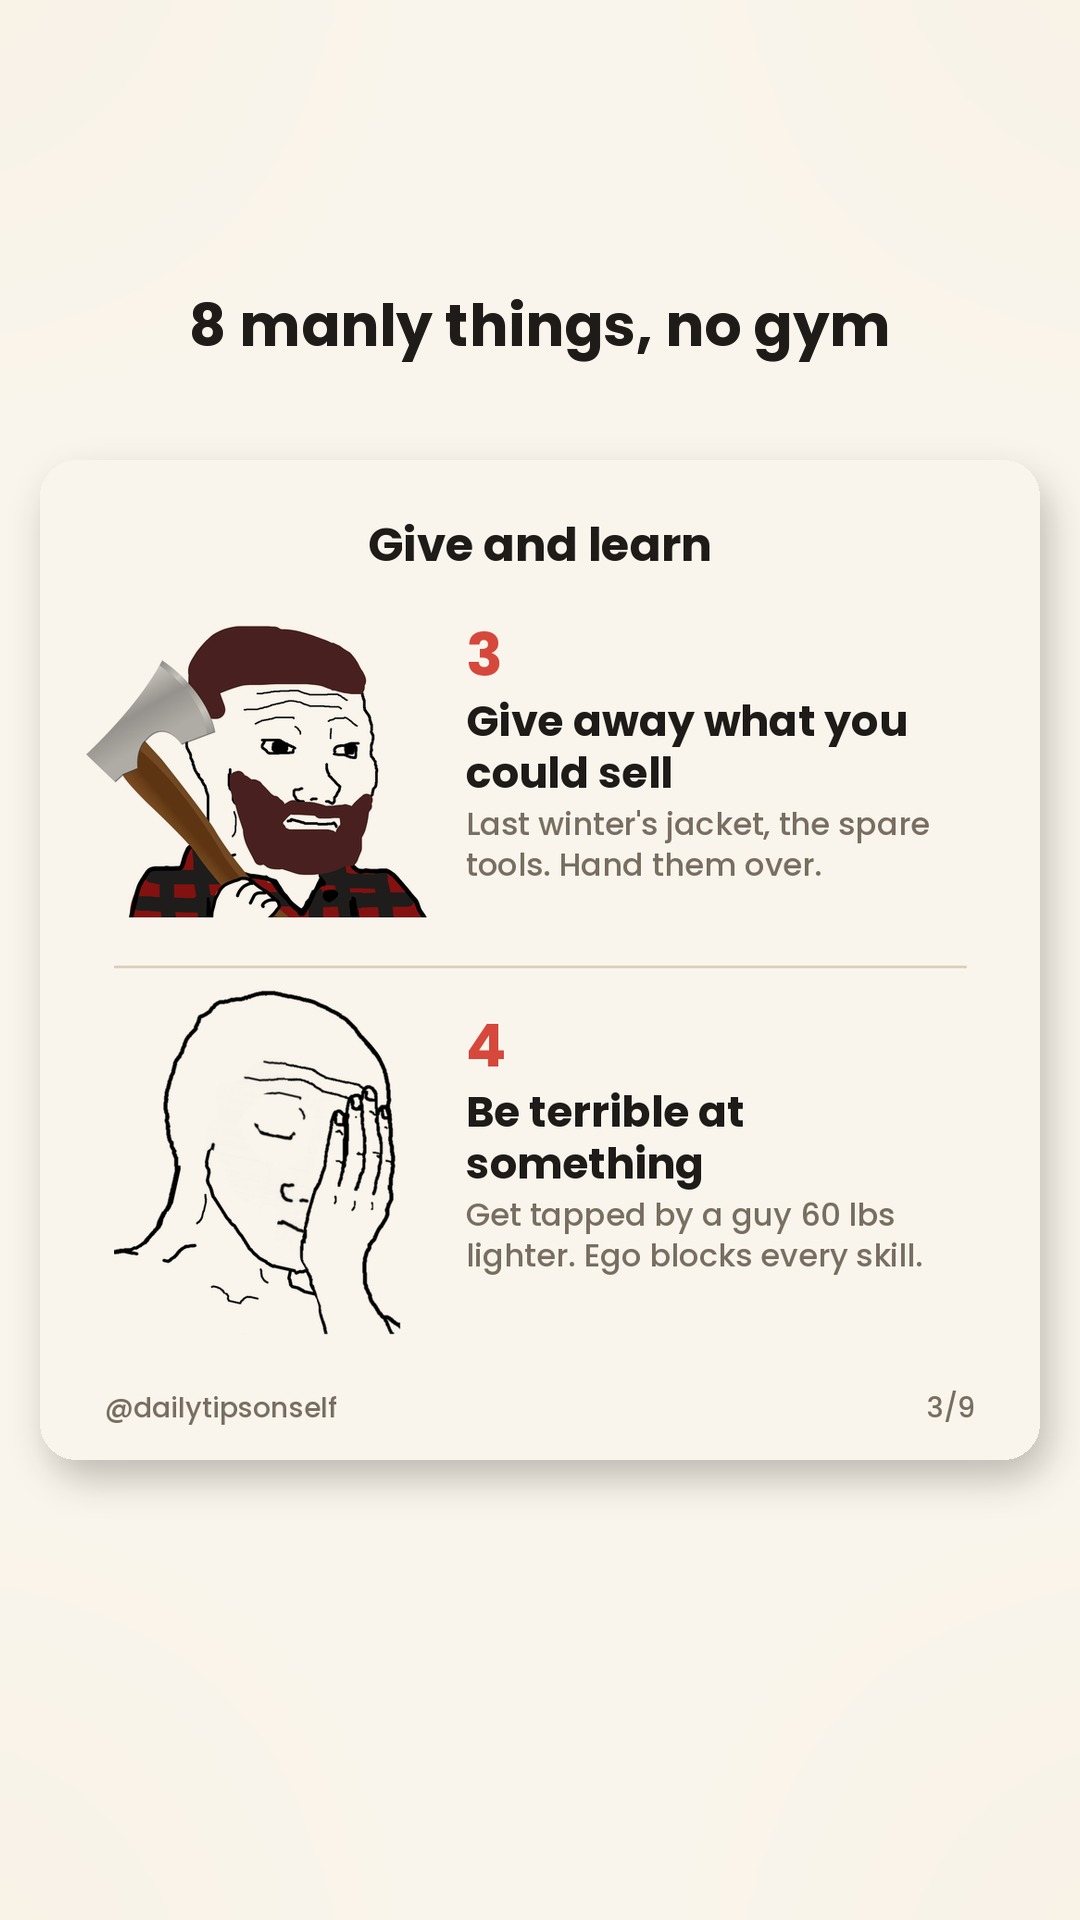 8 manly things, no gym
Give and learn
3
Give away what you
could sell
Last winter's jacket, the spare
tools. Hand them over.
4
Be terrible at
something
Get tapped by a guy 60 lbs
lighter. Ego blocks every skill.
@dailytipsonself
3/9